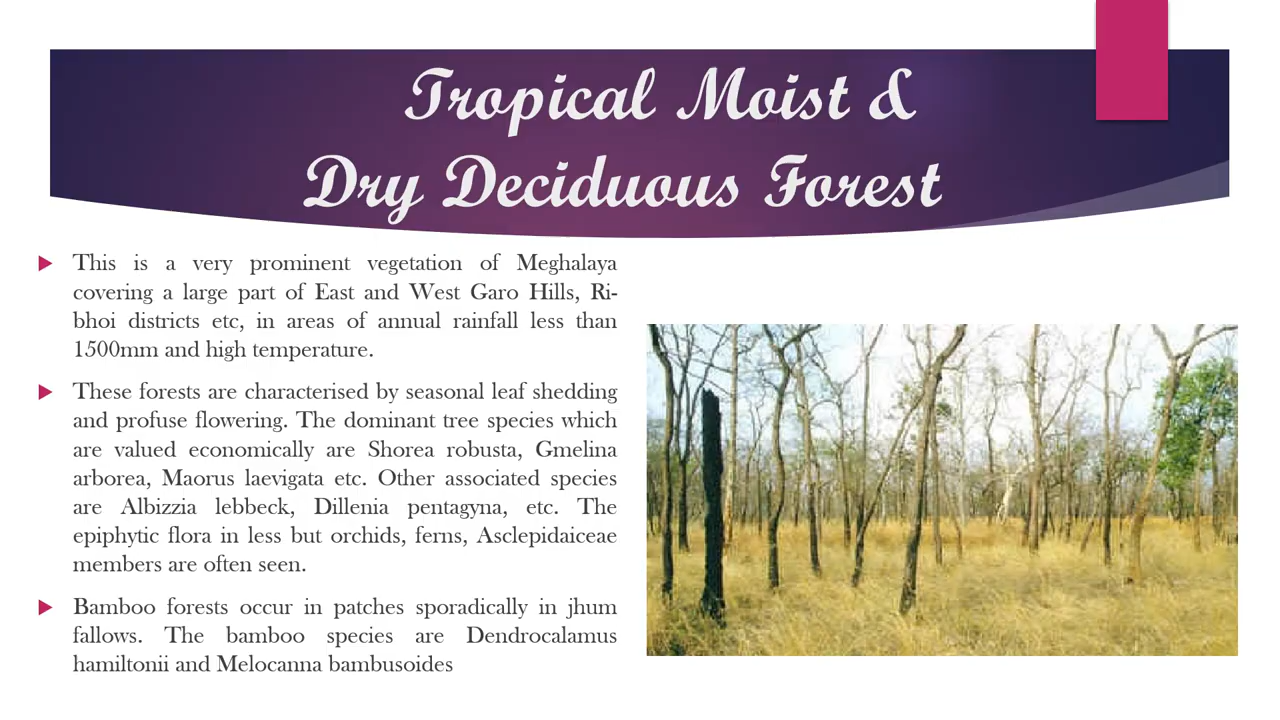 Tropical Moist &
Dry Deciduous Forest
This is a very prominent vegetation of Meghalaya
covering a large part of East and West Garo Hills, Ri-
bhoi districts etc, in areas of annual rainfall less than
1500mm and high temperature.
These forests are characterised by seasonal leaf shedding
and profuse flowering. The dominant tree species which
are valued economically are Shorea robusta, Gmelina
arborea, Maorus laevigata etc. Other associated species
are Albizzia lebbeck, Dillenia pentagyna, etc. The
epiphytic flora in less but orchids, ferns, Asclepidaiceae
members are often seen.
Bamboo forests occur in patches sporadically in jhum
fallows. The bamboo species are Dendrocalamus
hamiltonii and Melocanna bambusoides